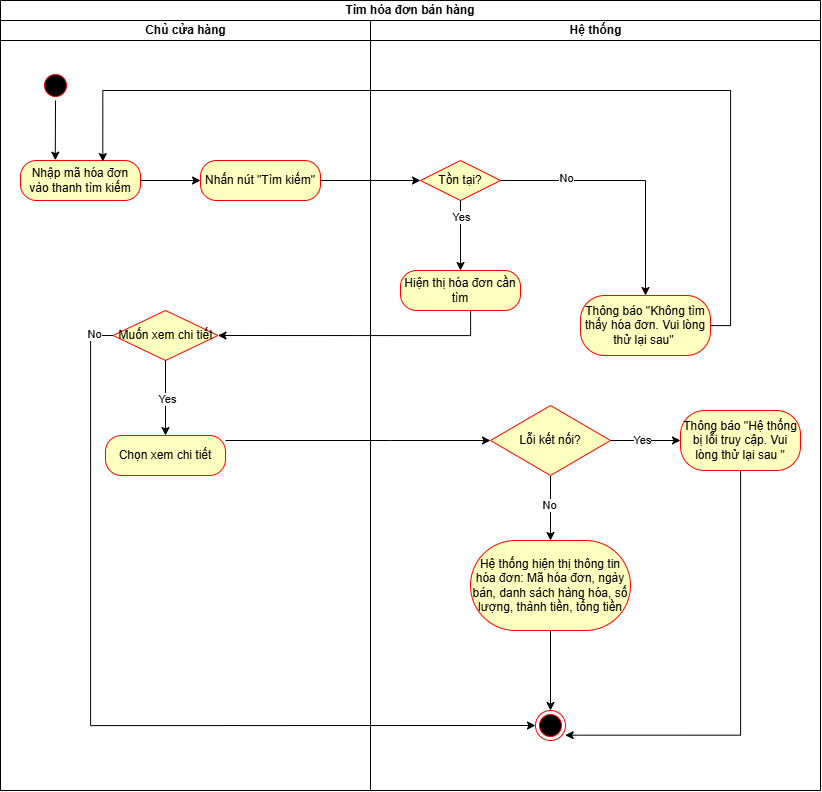 Tìm hóa đơn bán hàng
Chủ cửa hàng
Hệ thống
Nhập mã hóa đơn
vào thanh tìm kiếm
Nhấn nút "Tìm kiếm"
Tồn tại?
No
Yes
Hiện thị hóa đơn cần
tìm
Thông báo "Không tìm
thấy hóa đơn. Vui lòng
thử lại sau"
No
Muốn xem chi tiết
Yes
Chọn xem chi tiết
Lỗi kết nối?
Yes
Thông báo "Hệ thống
bị lỗi truy cập. Vui
lòng thử lại sau "
No
Hệ thống hiện thị thông tin
hóa đơn: Mã hóa đơn, ngày
bán, danh sách hàng hóa, số
lượng, thành tiền, tổng tiền